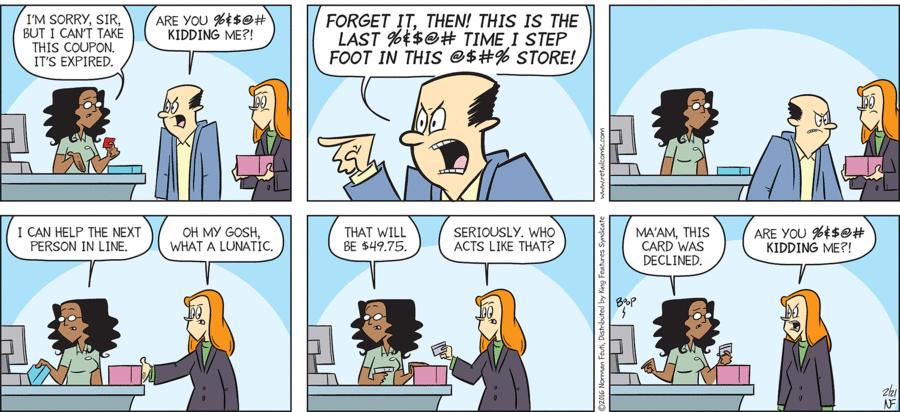 I'M SORRY, SIR,
BUT I CAN'T TAKE
THIS COUPON.
IT'S EXPIRED.
ARE YOU %&$@#
KIDDING ME?!
FORGET IT, THEN! THIS IS THE
LAST %&$@# TIME I STEP
FOOT IN THIS @$#% STORE!
www.retailcomic.com
I CAN HELP THE NEXT
PERSON IN LINE.
OH MY GOSH,
WHAT A LUNATIC.
THAT WILL
BE $49.75.
SERIOUSLY. WHO
ACTS LIKE THAT?
©2016 Norman Feuti, Distributed by King Features Syndicate
MA'AM, THIS
CARD WAS
DECLINED.
BOOP
ARE YOU %&$@#
KIDDING ME?!
2/21
NF